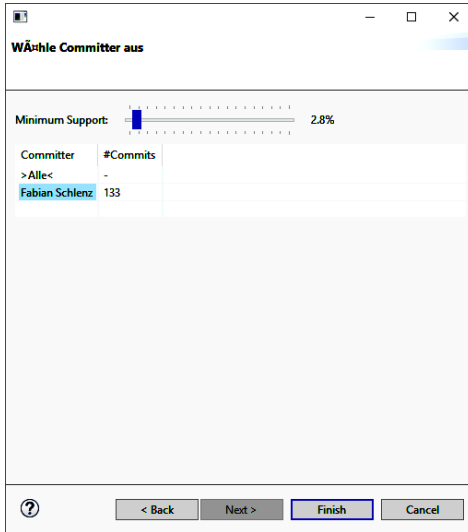 WÃ¤hle Committer aus
Minimum Support: 2.8%
Committer #Commits
>Alle< -
Fabian Schlenz 133
?
< Back Next > Finish Cancel